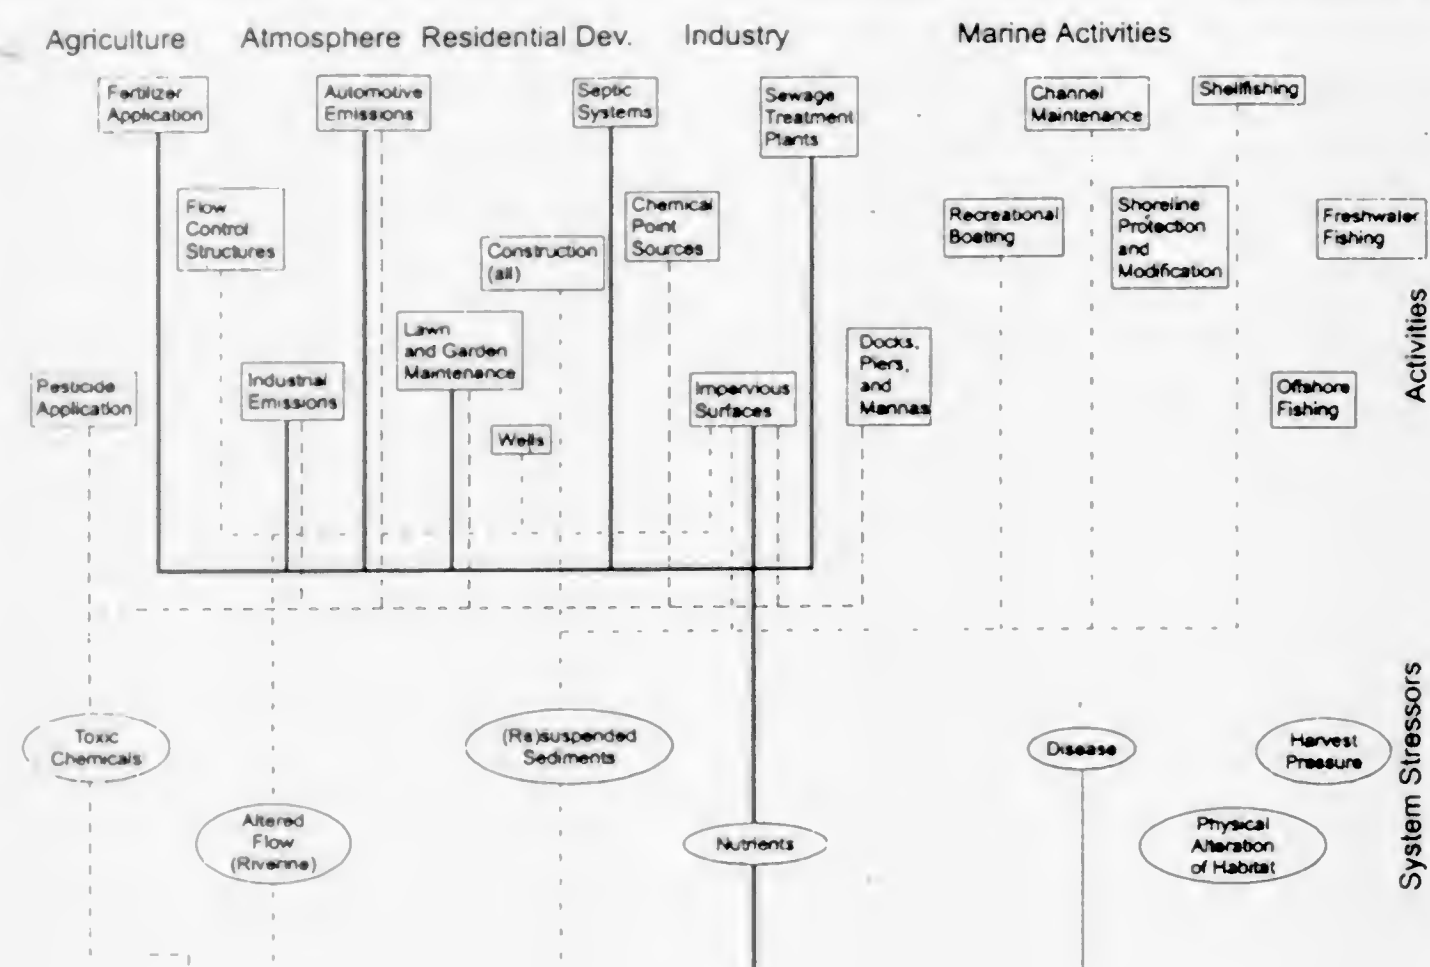 Agriculture
Atmosphere
Residential Dev.
Industry
Marine Activities
Fertilizer
Application
Automotive
Emissions
Septic
Systems
Sewage
Treatment
Plants
Channel
Maintenance
Shellfishing
Flow
Control
Structures
Construction
(all)
Chemical
Point
Sources
Recreational
Boating
Shoreline
Protection
and
Modification
Freshwater
Fishing
Activities
Pesticide
Application
Industrial
Emissions
Lawn
and Garden
Maintenance
Wells
Impervious
Surfaces
Docks,
Piers,
and
Marinas
Offshore
Fishing
System Stressors
Toxic
Chemicals
(Re)suspended
Sediments
Disease
Harvest
Pressure
Altered
Flow
(Riverine)
Nutrients
Physical
Alteration
of Habitat